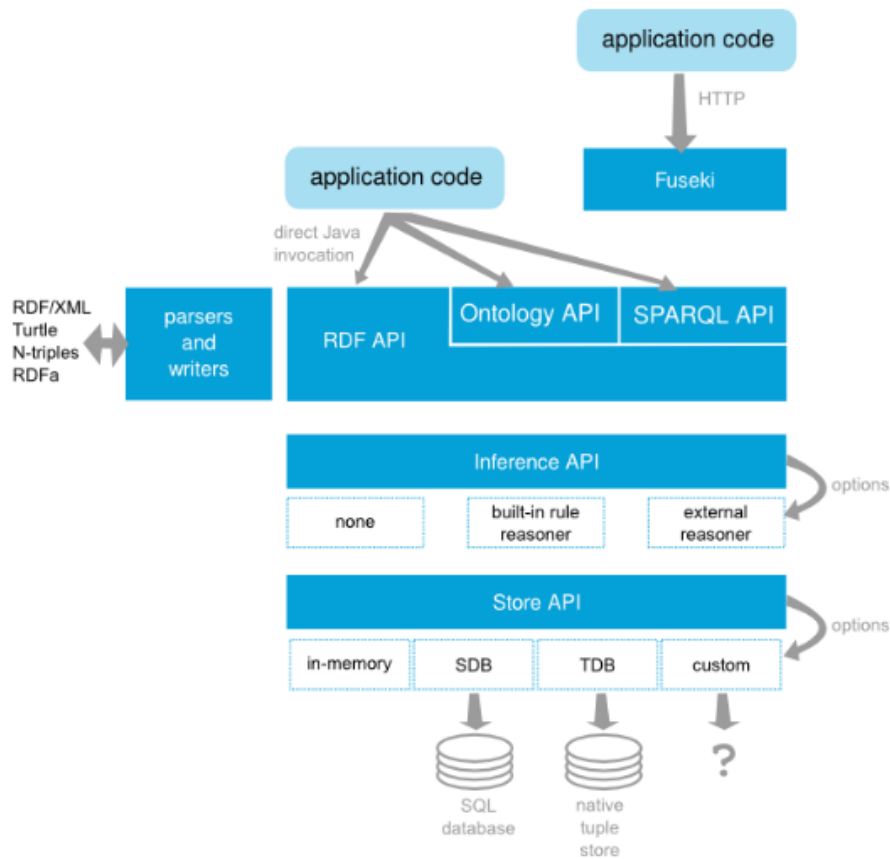 application code
HTTP
Fuseki
application code
direct Java
invocation
RDF/XML
Turtle
N-triples
RDFa
parsers
and
writers
RDF API
Ontology API
SPARQL API
Inference API
options
none
built-in rule
reasoner
external
reasoner
Store API
options
in-memory
SDB
TDB
custom
SQL
database
native
tuple
store
?